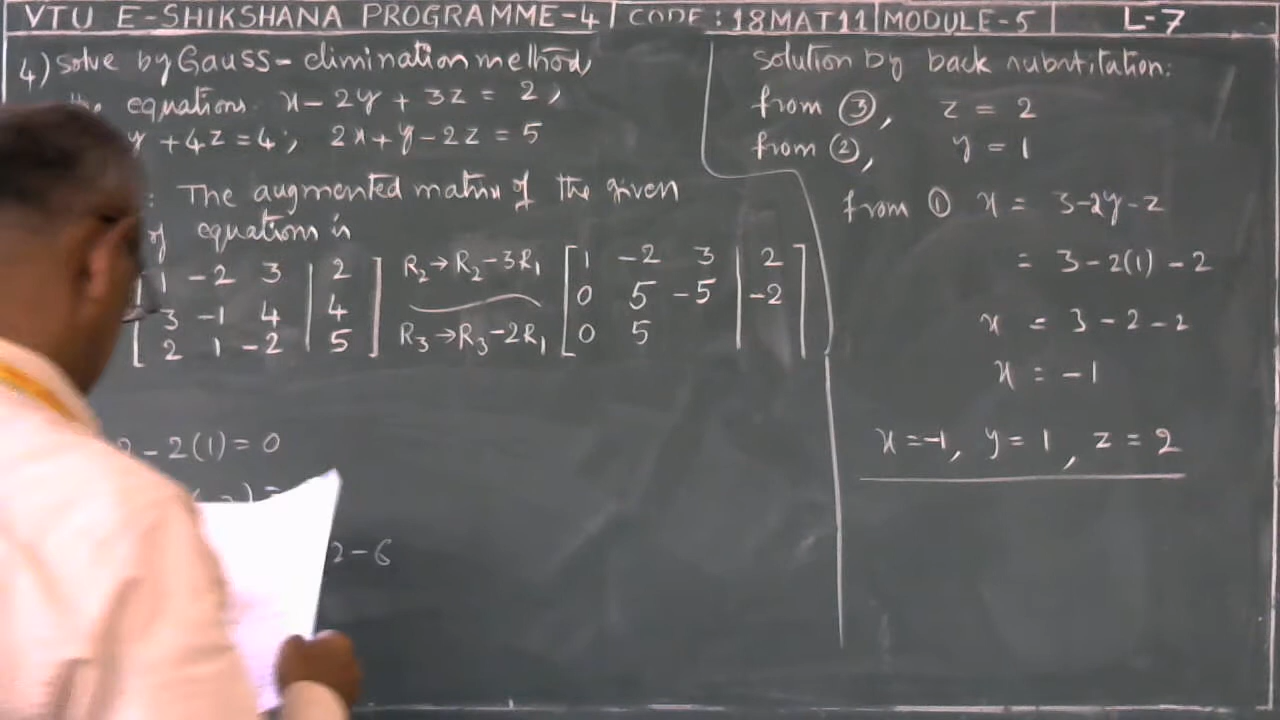 VTU E-SHIKSHANA PROGRAMME-4 | CODE: 18MAT11 | MODULE-5 | L-7
4) Solve by Gauss-elimination method
the equations x - 2y + 3z = 2,
y + 4z = 4; 2x + y - 2z = 5
: The augmented matrix of the given
of equations is
[ 1 -2 3 | 2 ] R2→R2-3R1 [ 1 -2 3 | 2 ]
3 -1 4 | 4 0 5 -5 | -2
[ 2 1 -2 | 5 ] R3→R3-2R1 [ 0 5
- 2(1) = 0
2-6
solution by back substitution:
from ③, z = 2
from ②, y = 1
from ① x = 3-2y-z
= 3-2(1)-2
x = 3-2-2
x = -1
x=-1, y=1, z=2